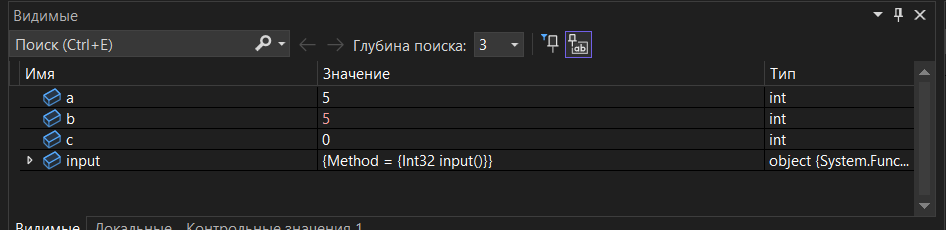 Видимые
Поиск (Ctrl+E) Глубина поиска: 3
Имя Значение Тип
a 5 int
b 5 int
c 0 int
input {Method = {Int32 input()}} object {System.Func...
Видимые Локальные Контрольные значения 1